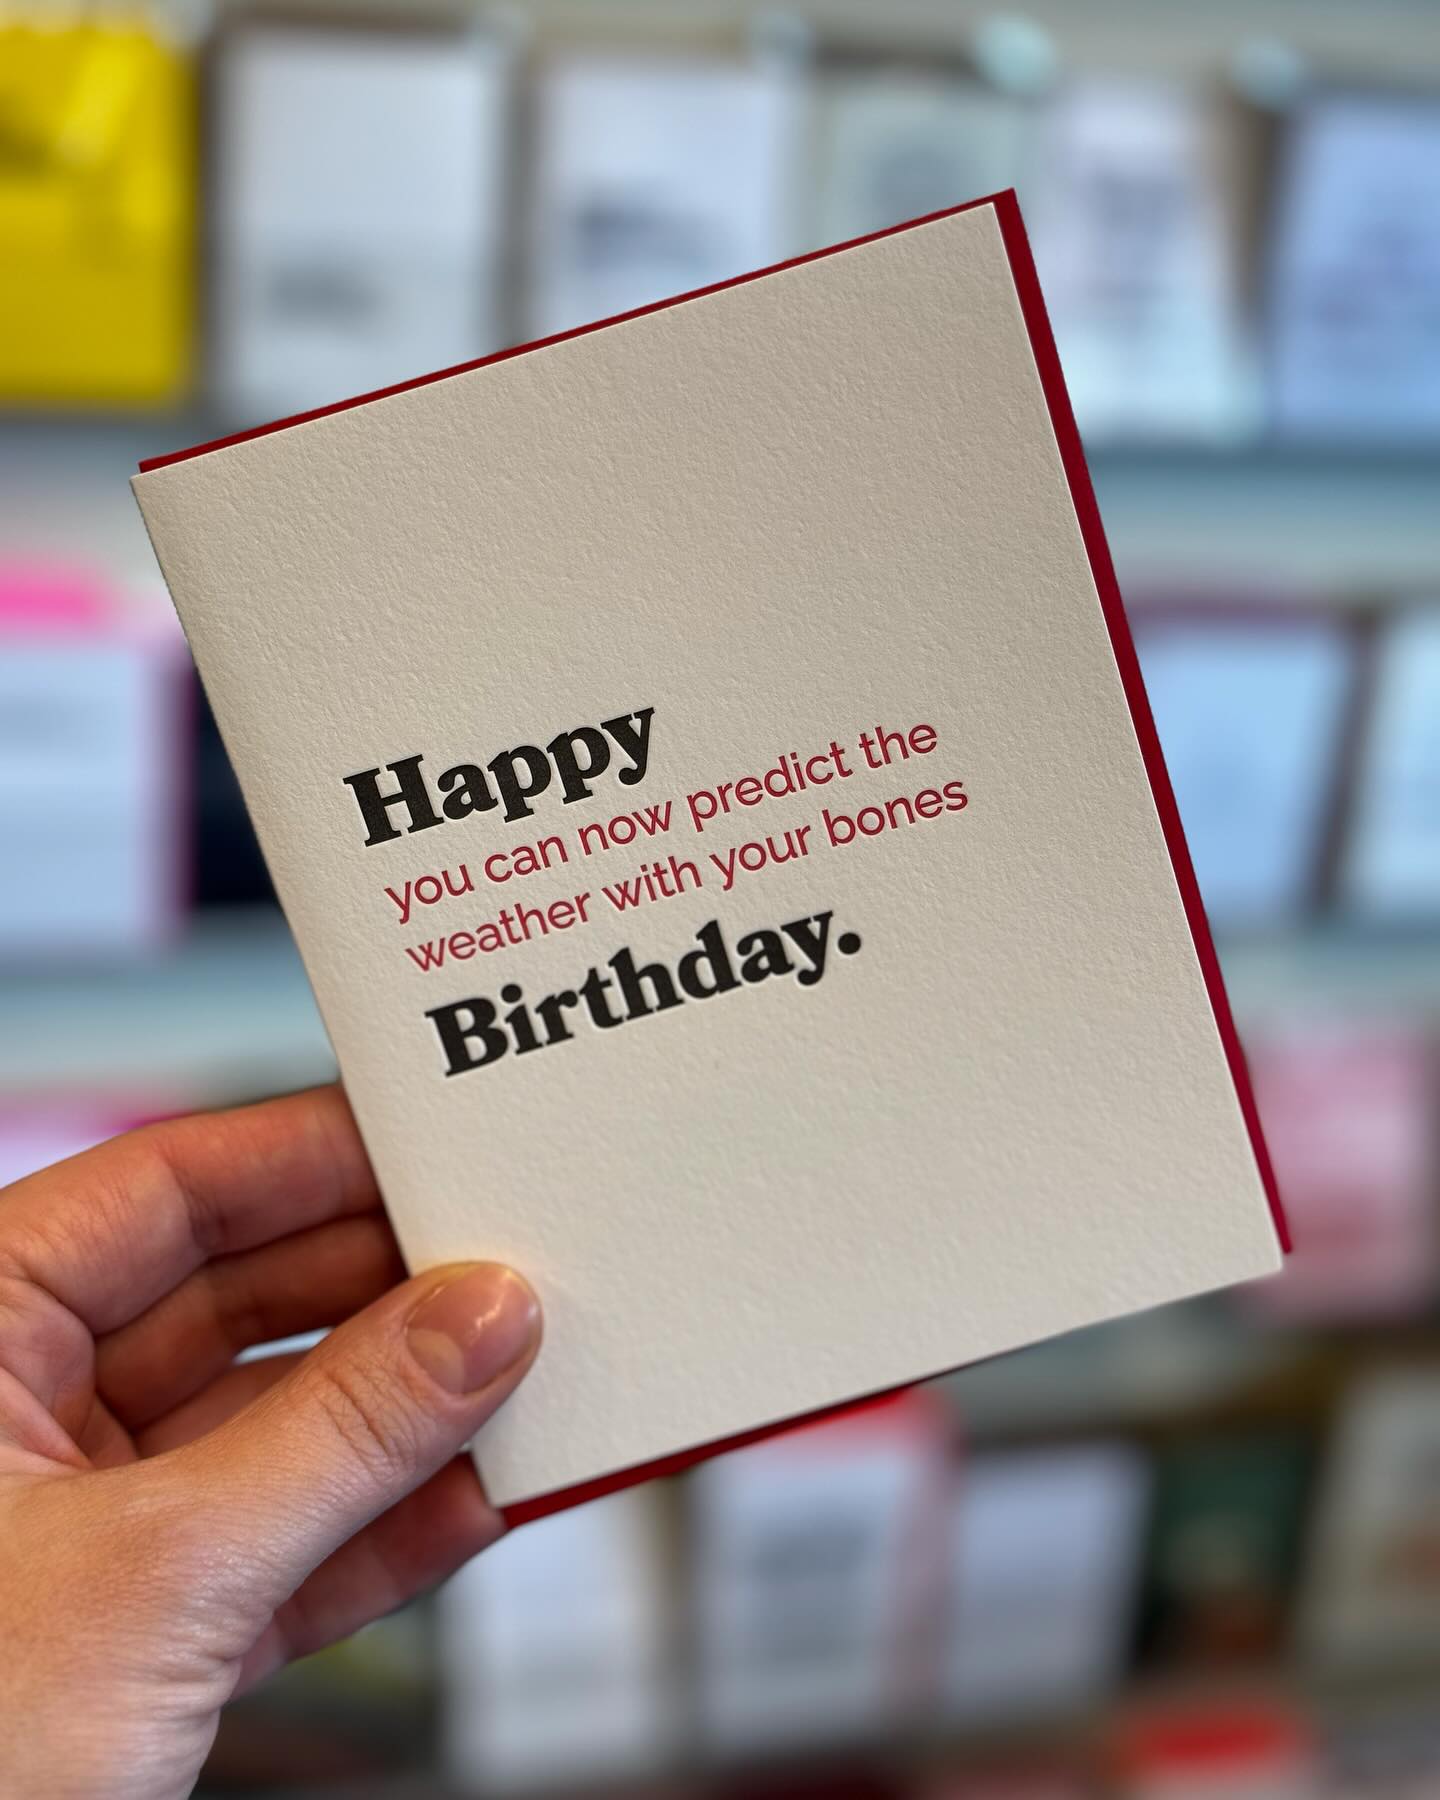 Happy
you can now predict the
weather with your bones
Birthday.